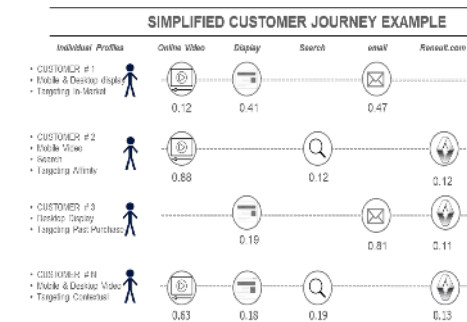 SIMPLIFIED CUSTOMER JOURNEY EXAMPLE
Individual Profiles Online Video Display Search email Renault.com
• CUSTOMER # 1
• Mobile & Desktop display
• Targeting In-Market
0.12 0.41 0.47
• CUSTOMER # 2
• Mobile Video
• Search
• Targeting Affinity
0.88 0.12 0.12
• CUSTOMER # 3
• Desktop Display
• Targeting Past Purchase
0.19 0.81 0.11
• CUSTOMER # N
• Mobile & Desktop Video
• Targeting Contextual
0.63 0.18 0.19 0.13